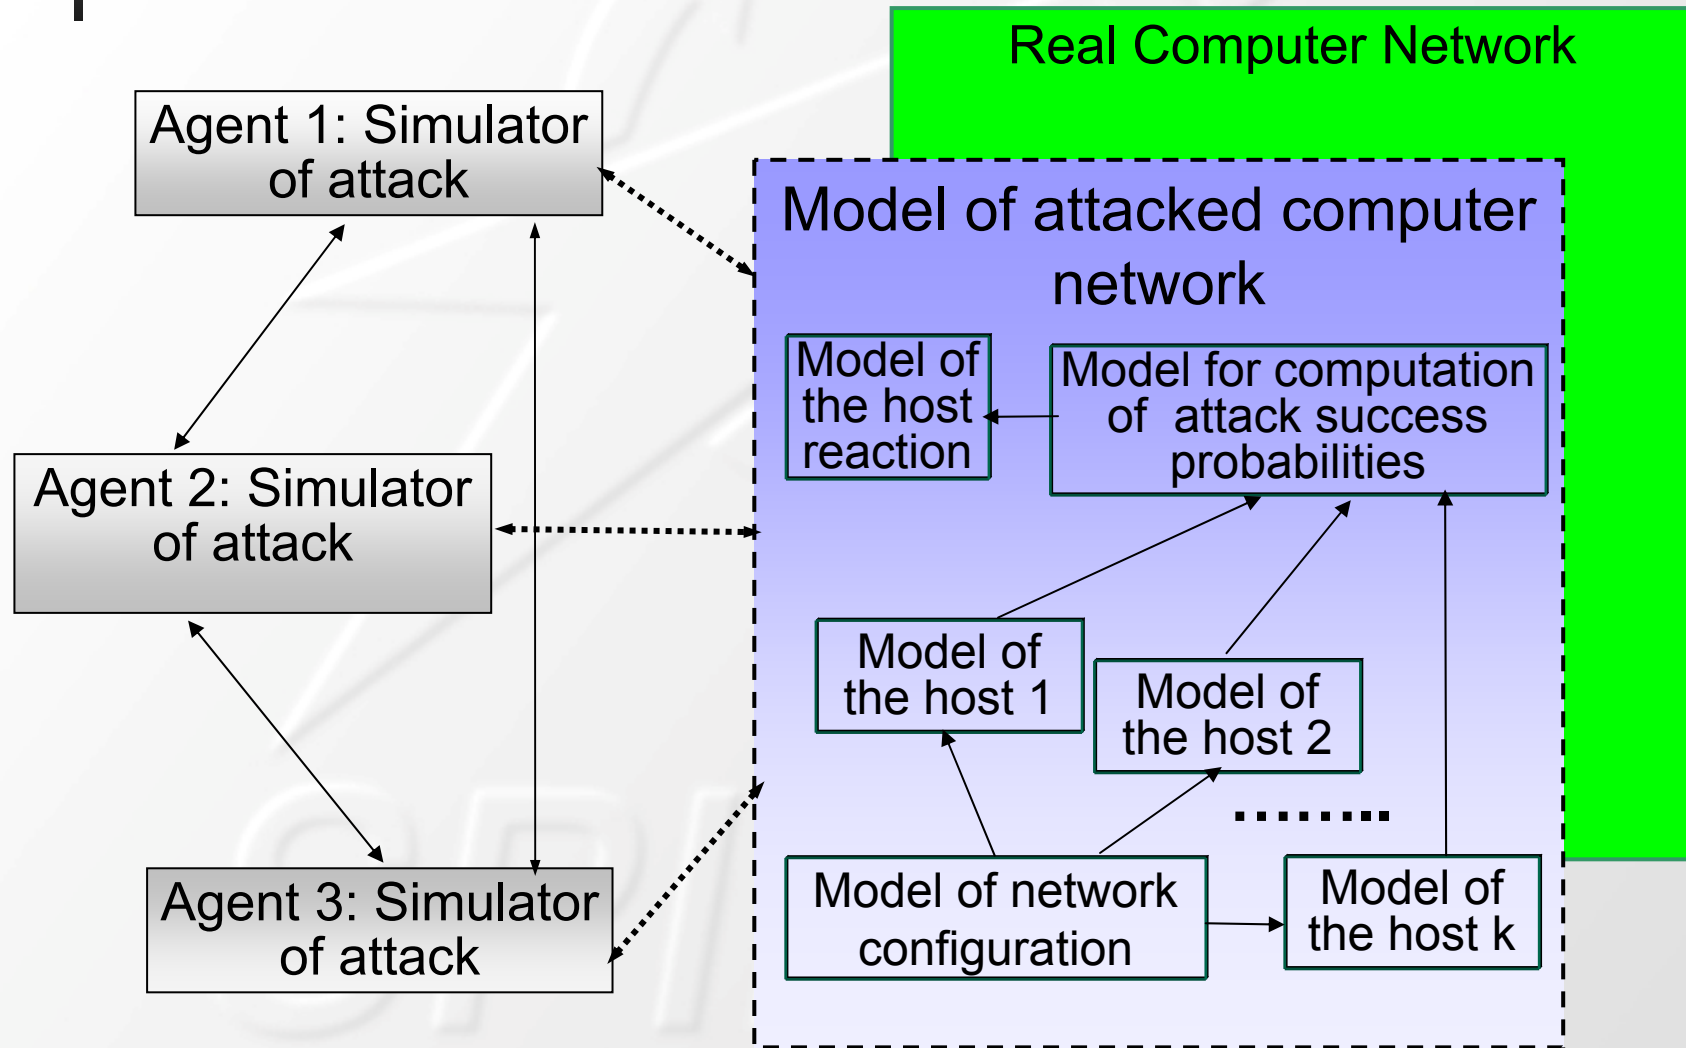 Real Computer Network
Agent 1: Simulator
of attack
Model of attacked computer
network
Model of
the host
reaction
Model for computation
of attack success
probabilities
Agent 2: Simulator
of attack
Model of
the host 1
Model of
the host 2
........
Agent 3: Simulator
of attack
Model of network
configuration
Model of
the host k